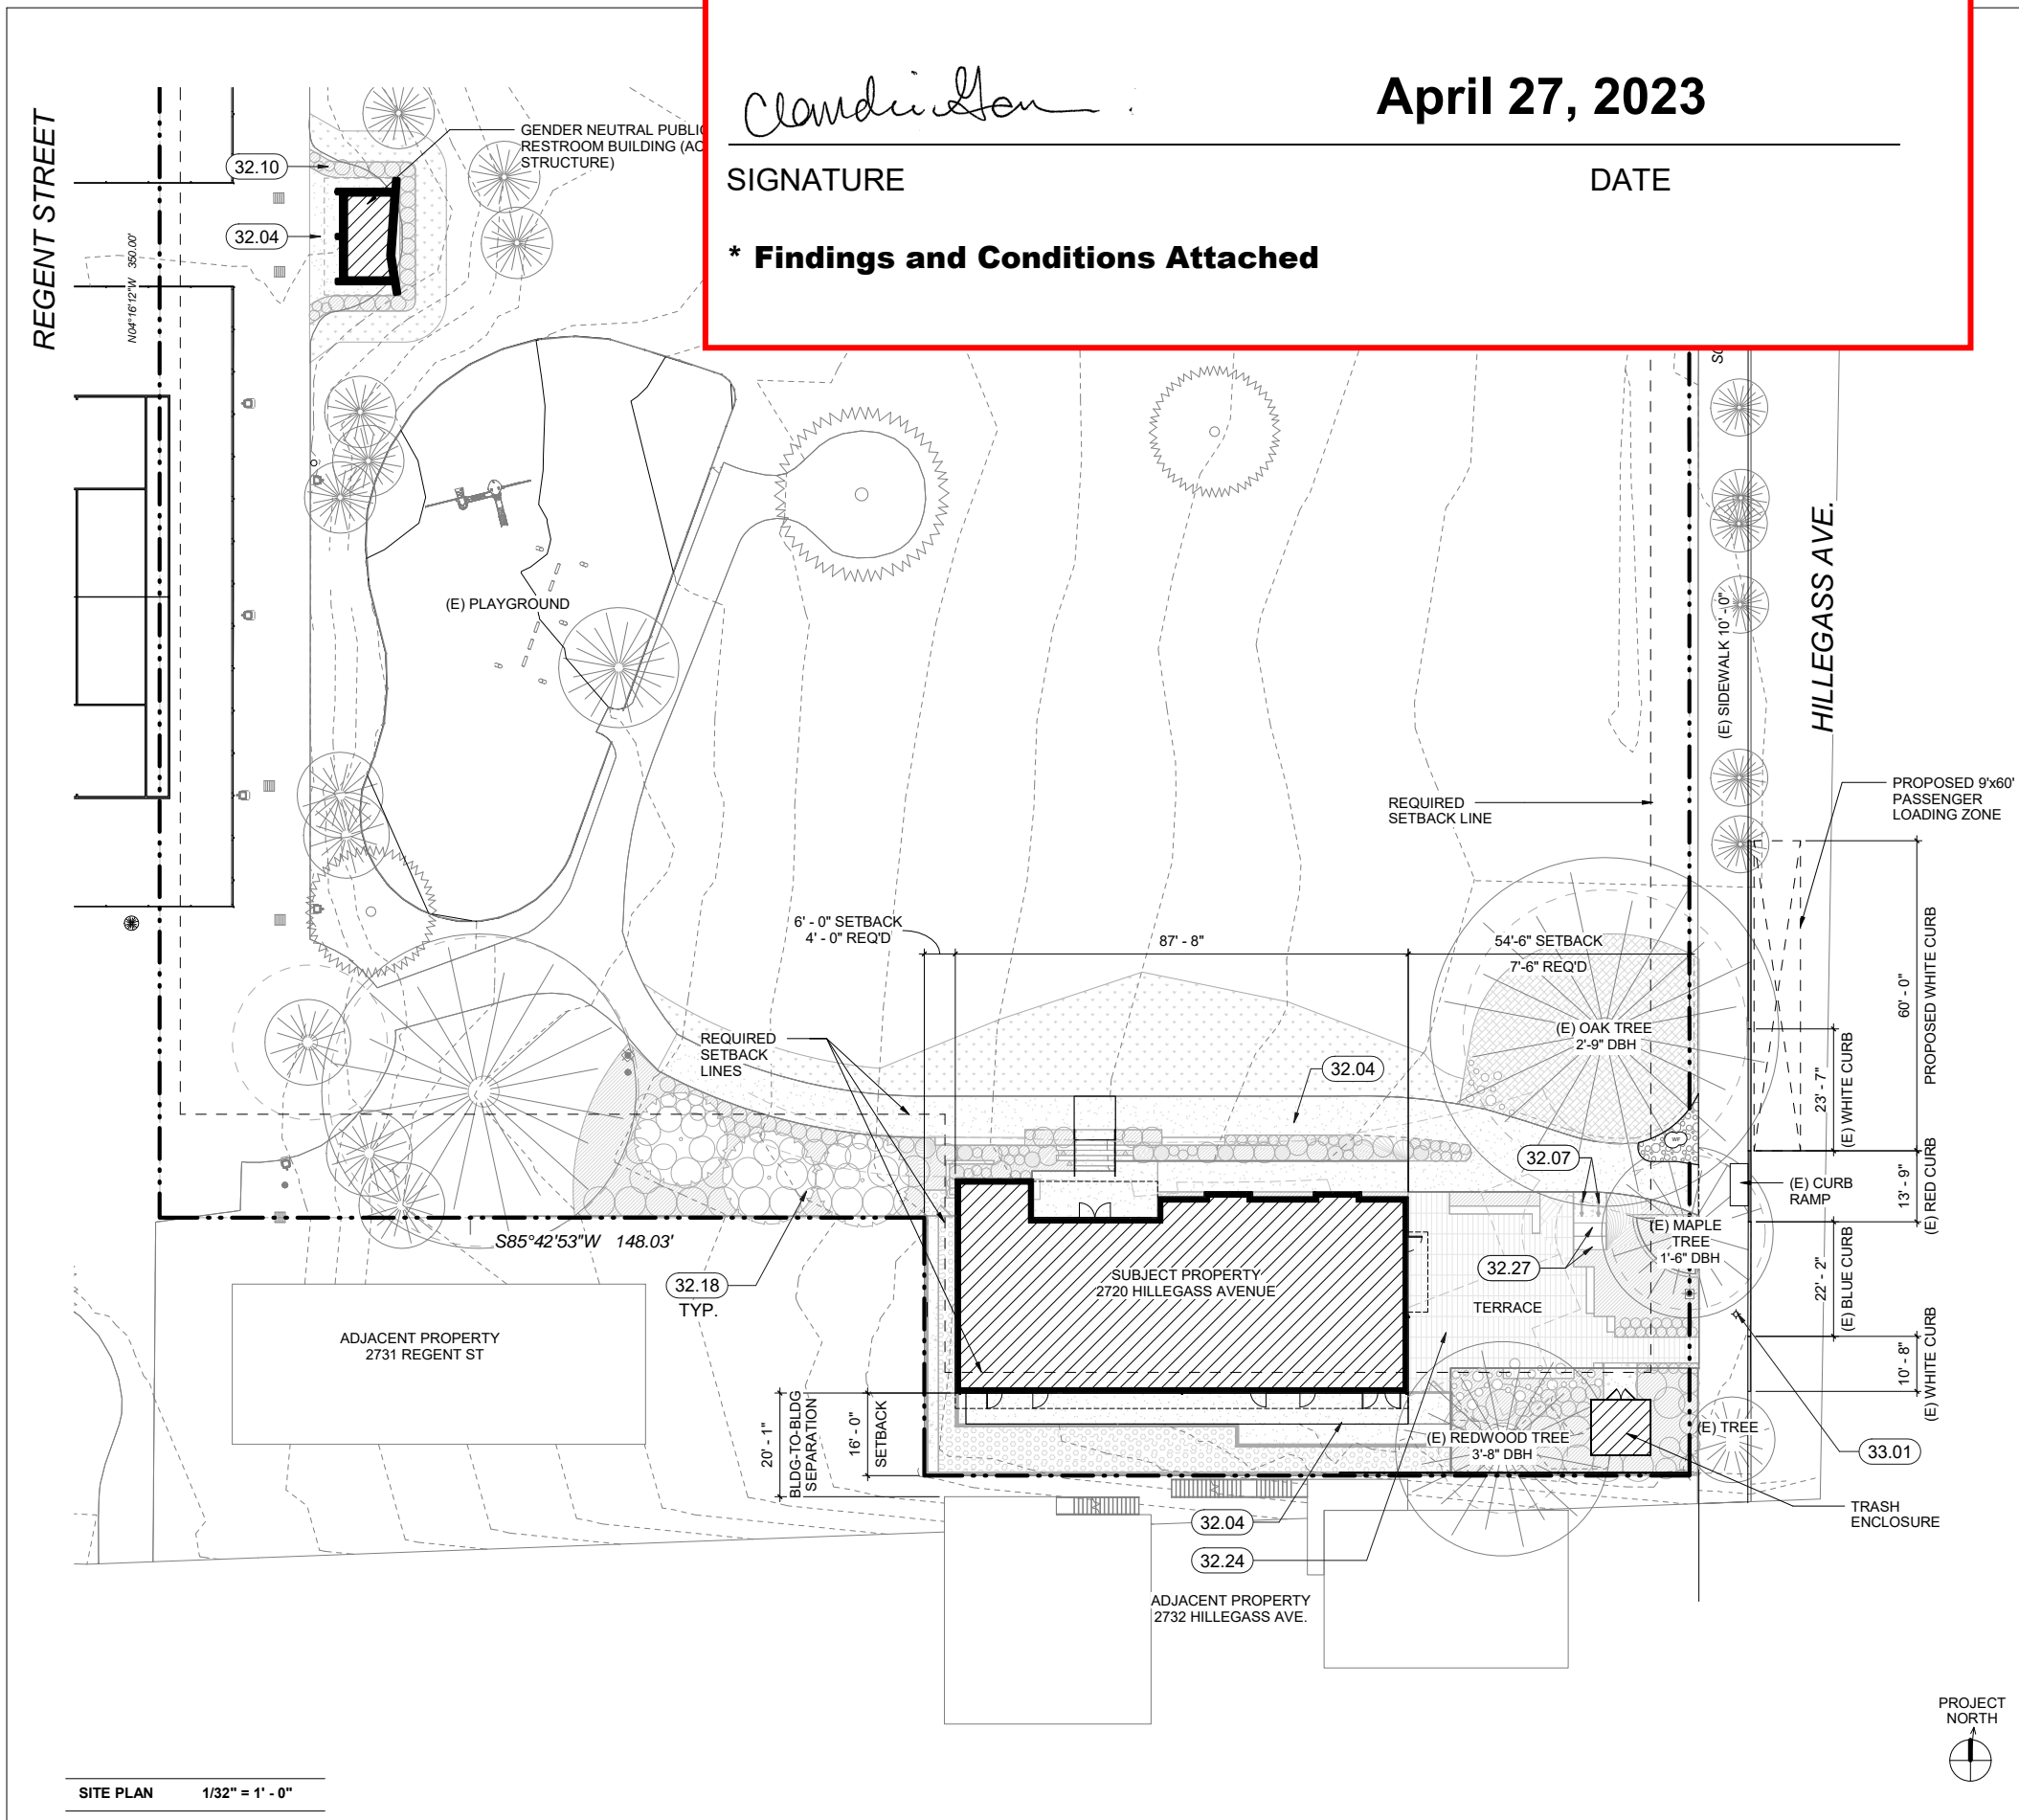 April 27, 2023
SIGNATURE
DATE
* Findings and Conditions Attached
REGENT STREET
N04°16'12"W 350.00'
32.10
32.04
GENDER NEUTRAL PUBLIC
RESTROOM BUILDING
STRUCTURE)
(E) PLAYGROUND
(E) SIDEWALK 10' - 0"
HILLEGASS AVE.
REQUIRED
SETBACK LINE
PROPOSED 9'x60'
PASSENGER
LOADING ZONE
6' - 0" SETBACK
4' - 0" REQ'D
87' - 8"
54'-6" SETBACK
7'-6" REQ'D
60' - 0"
PROPOSED WHITE CURB
(E) OAK TREE
2'-9" DBH
REQUIRED
SETBACK
LINES
32.04
23' - 7"
(E) WHITE CURB
WF
32.07
(E) CURB
RAMP
13' - 9"
(E) RED CURB
(E) MAPLE
TREE
1'-6" DBH
S85°42'53"W 148.03'
32.18
TYP.
SUBJECT PROPERTY
2720 HILLEGASS AVENUE
32.27
TERRACE
22' - 2"
(E) BLUE CURB
ADJACENT PROPERTY
2731 REGENT ST
10' - 8"
(E) WHITE CURB
20' - 1"
BLDG-TO-BLDG
SEPARATION
16' - 0"
SETBACK
(E) REDWOOD TREE
3'-8" DBH
(E) TREE
33.01
TRASH
ENCLOSURE
32.04
32.24
ADJACENT PROPERTY
2732 HILLEGASS AVE.
PROJECT
NORTH
SITE PLAN 1/32" = 1' - 0"